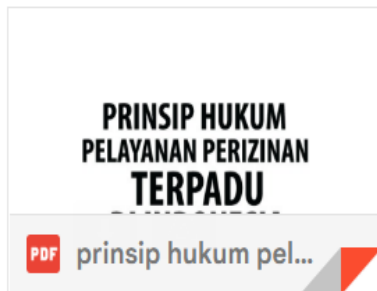 PRINSIP HUKUM
PELAYANAN PERIZINAN
TERPADU
PDF prinsip hukum pel...